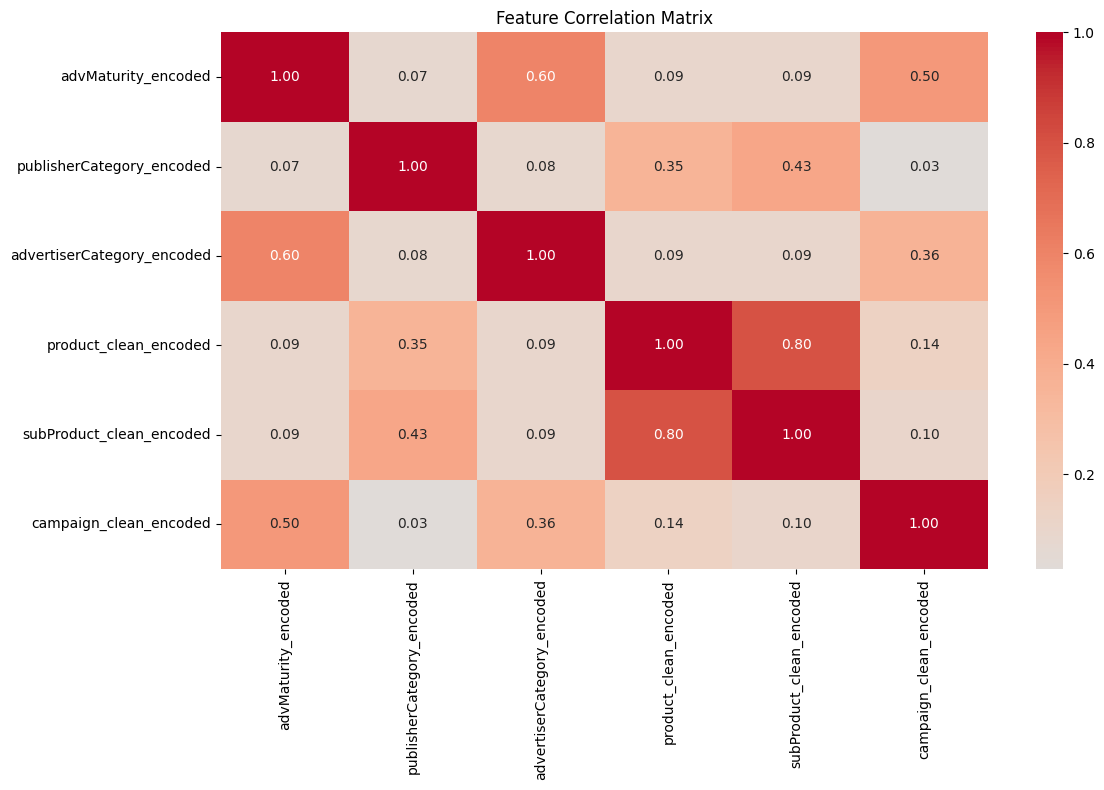 Feature Correlation Matrix
advMaturity_encoded 1.00 0.07 0.60 0.09 0.09 0.50
publisherCategory_encoded 0.07 1.00 0.08 0.35 0.43 0.03
advertiserCategory_encoded 0.60 0.08 1.00 0.09 0.09 0.36
product_clean_encoded 0.09 0.35 0.09 1.00 0.80 0.14
subProduct_clean_encoded 0.09 0.43 0.09 0.80 1.00 0.10
campaign_clean_encoded 0.50 0.03 0.36 0.14 0.10 1.00
advMaturity_encoded
publisherCategory_encoded
advertiserCategory_encoded
product_clean_encoded
subProduct_clean_encoded
campaign_clean_encoded
1.0
0.8
0.6
0.4
0.2